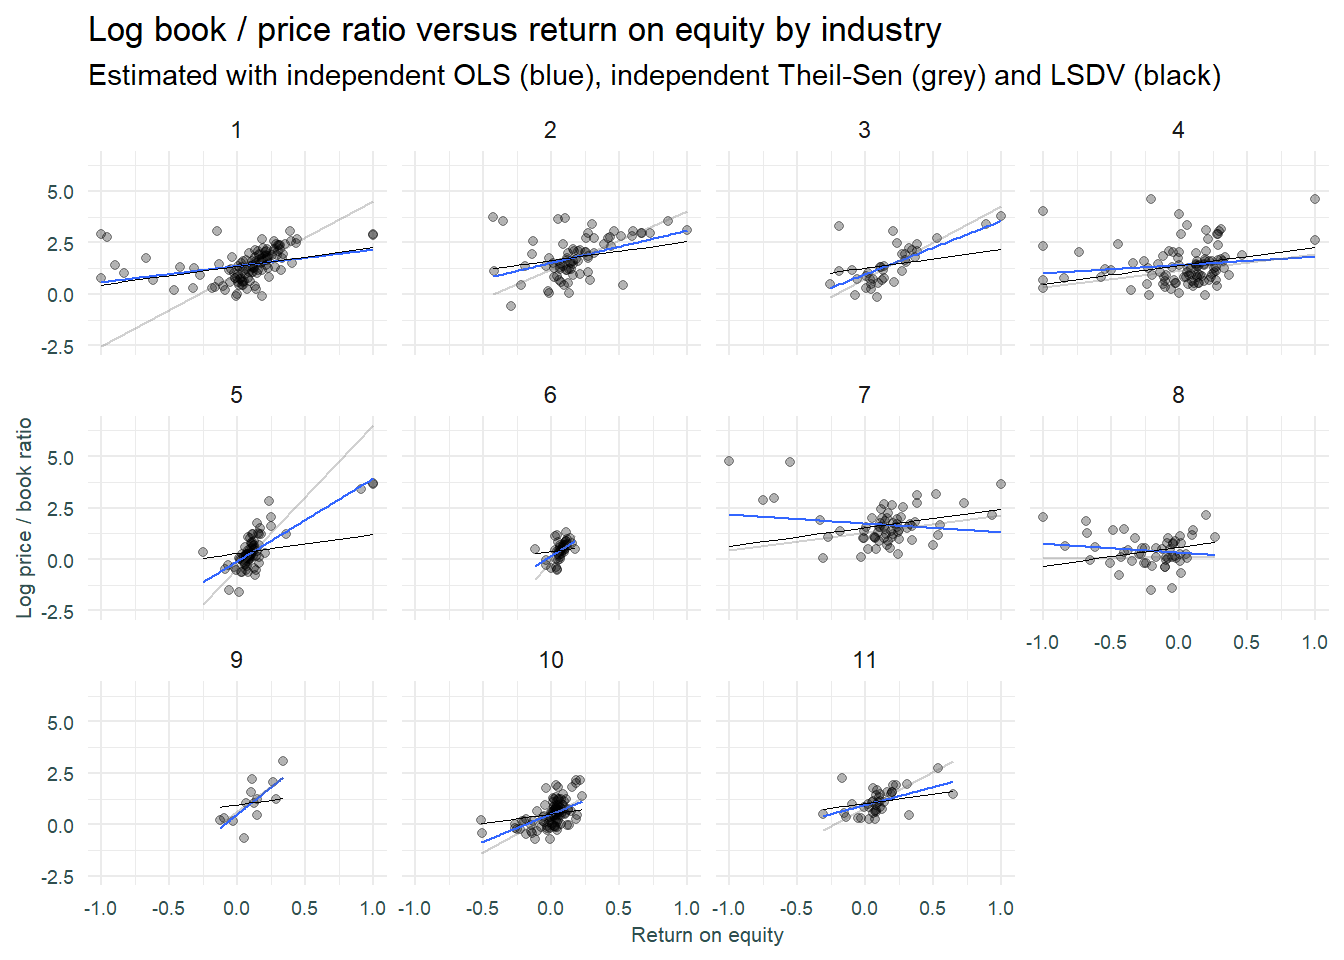 Log book / price ratio versus return on equity by industry
Estimated with independent OLS (blue), independent Theil-Sen (grey) and LSDV (black)
1 2 3 4
5.0
2.5
0.0
-2.5
5 6 7 8
5.0
2.5
0.0
-2.5
-1.0 -0.5 0.0 0.5 1.0
9 10 11
5.0
2.5
0.0
-2.5
-1.0 -0.5 0.0 0.5 1.0 -1.0 -0.5 0.0 0.5 1.0 -1.0 -0.5 0.0 0.5 1.0
Return on equity
Log price / book ratio